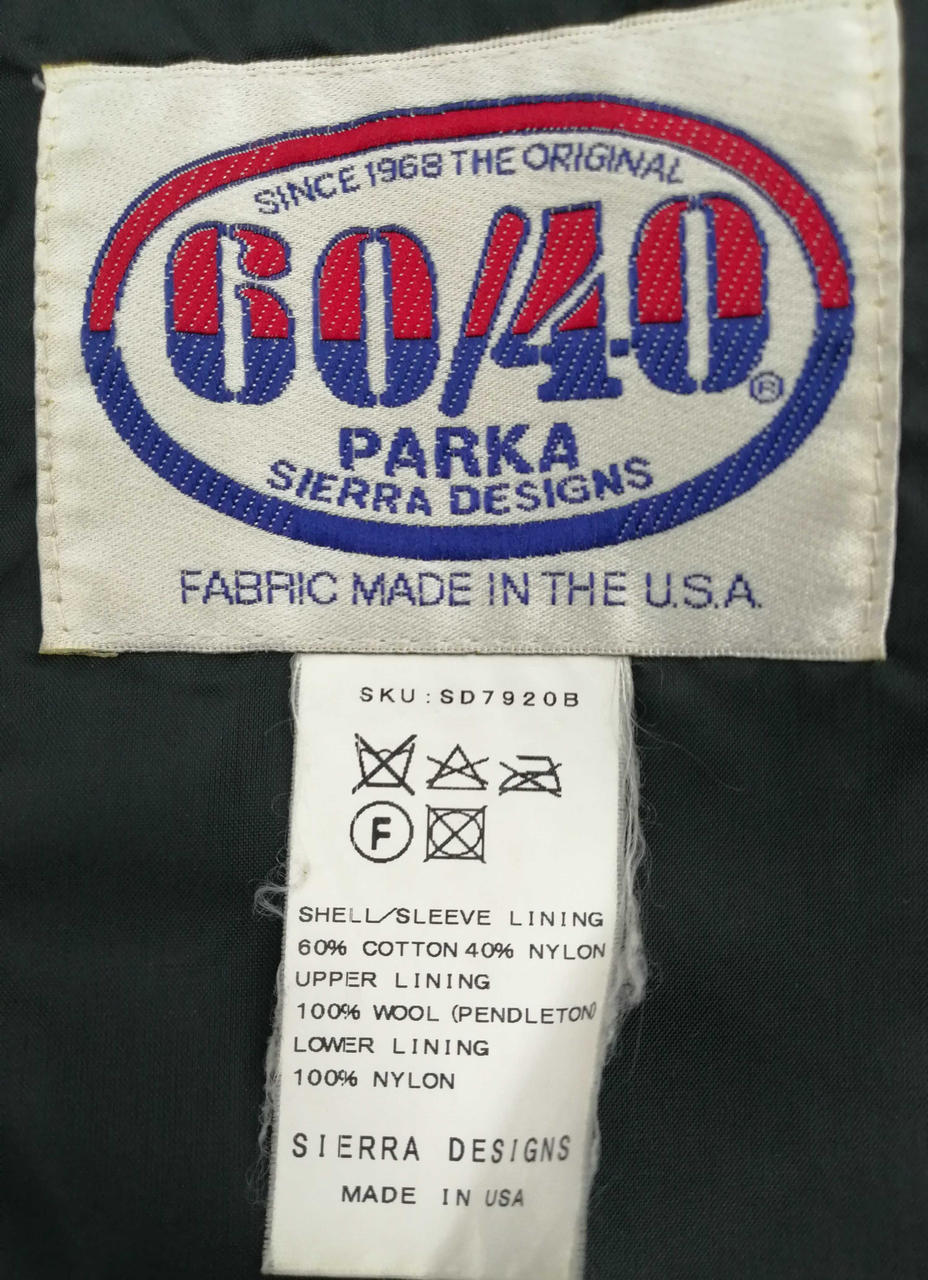 SINCE 1968 THE ORIGINAL
60/40®
PARKA
SIERRA DESIGNS
FABRIC MADE IN THE U.S.A.
SKU:SD7920B
F
SHELL/SLEEVE LINING
60% COTTON 40% NYLON
UPPER LINING
100% WOOL (PENDLETON)
LOWER LINING
100% NYLON
SIERRA DESIGNS
MADE IN USA